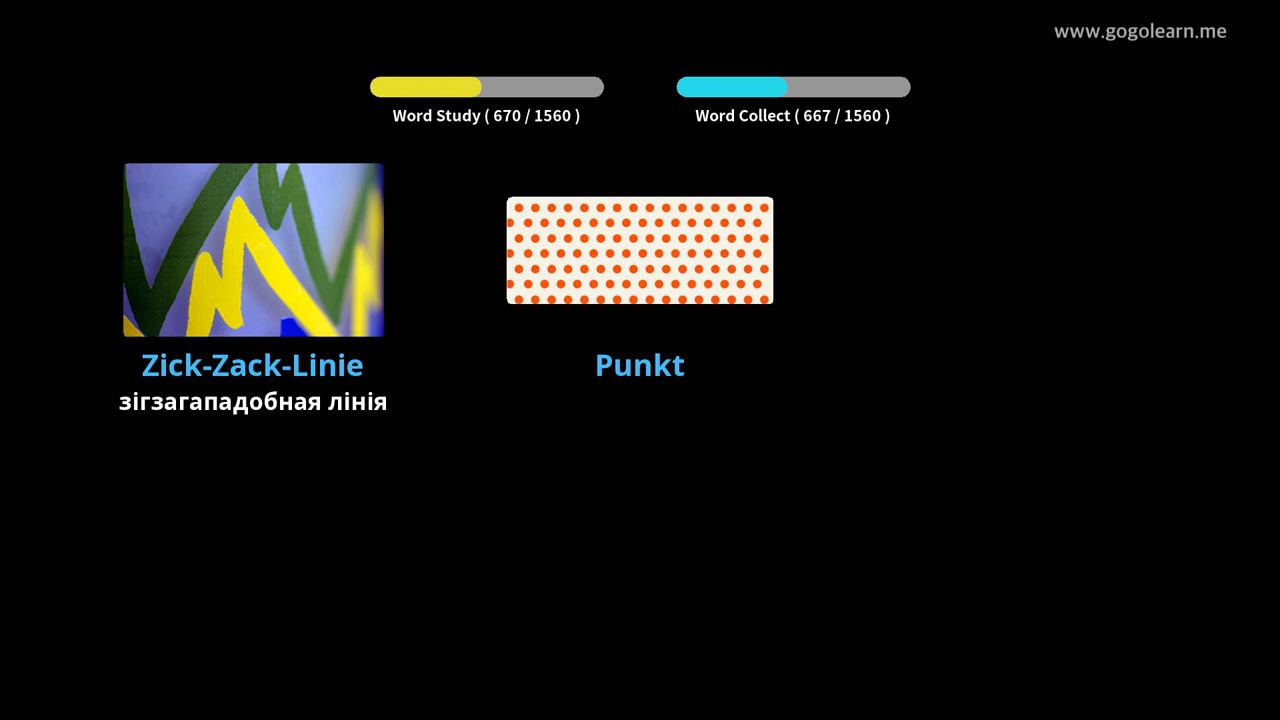 www.gogolearn.me
Word Study ( 670 / 1560 )
Word Collect ( 667 / 1560 )
Zick-Zack-Linie
зігзагападобная лінія
Punkt